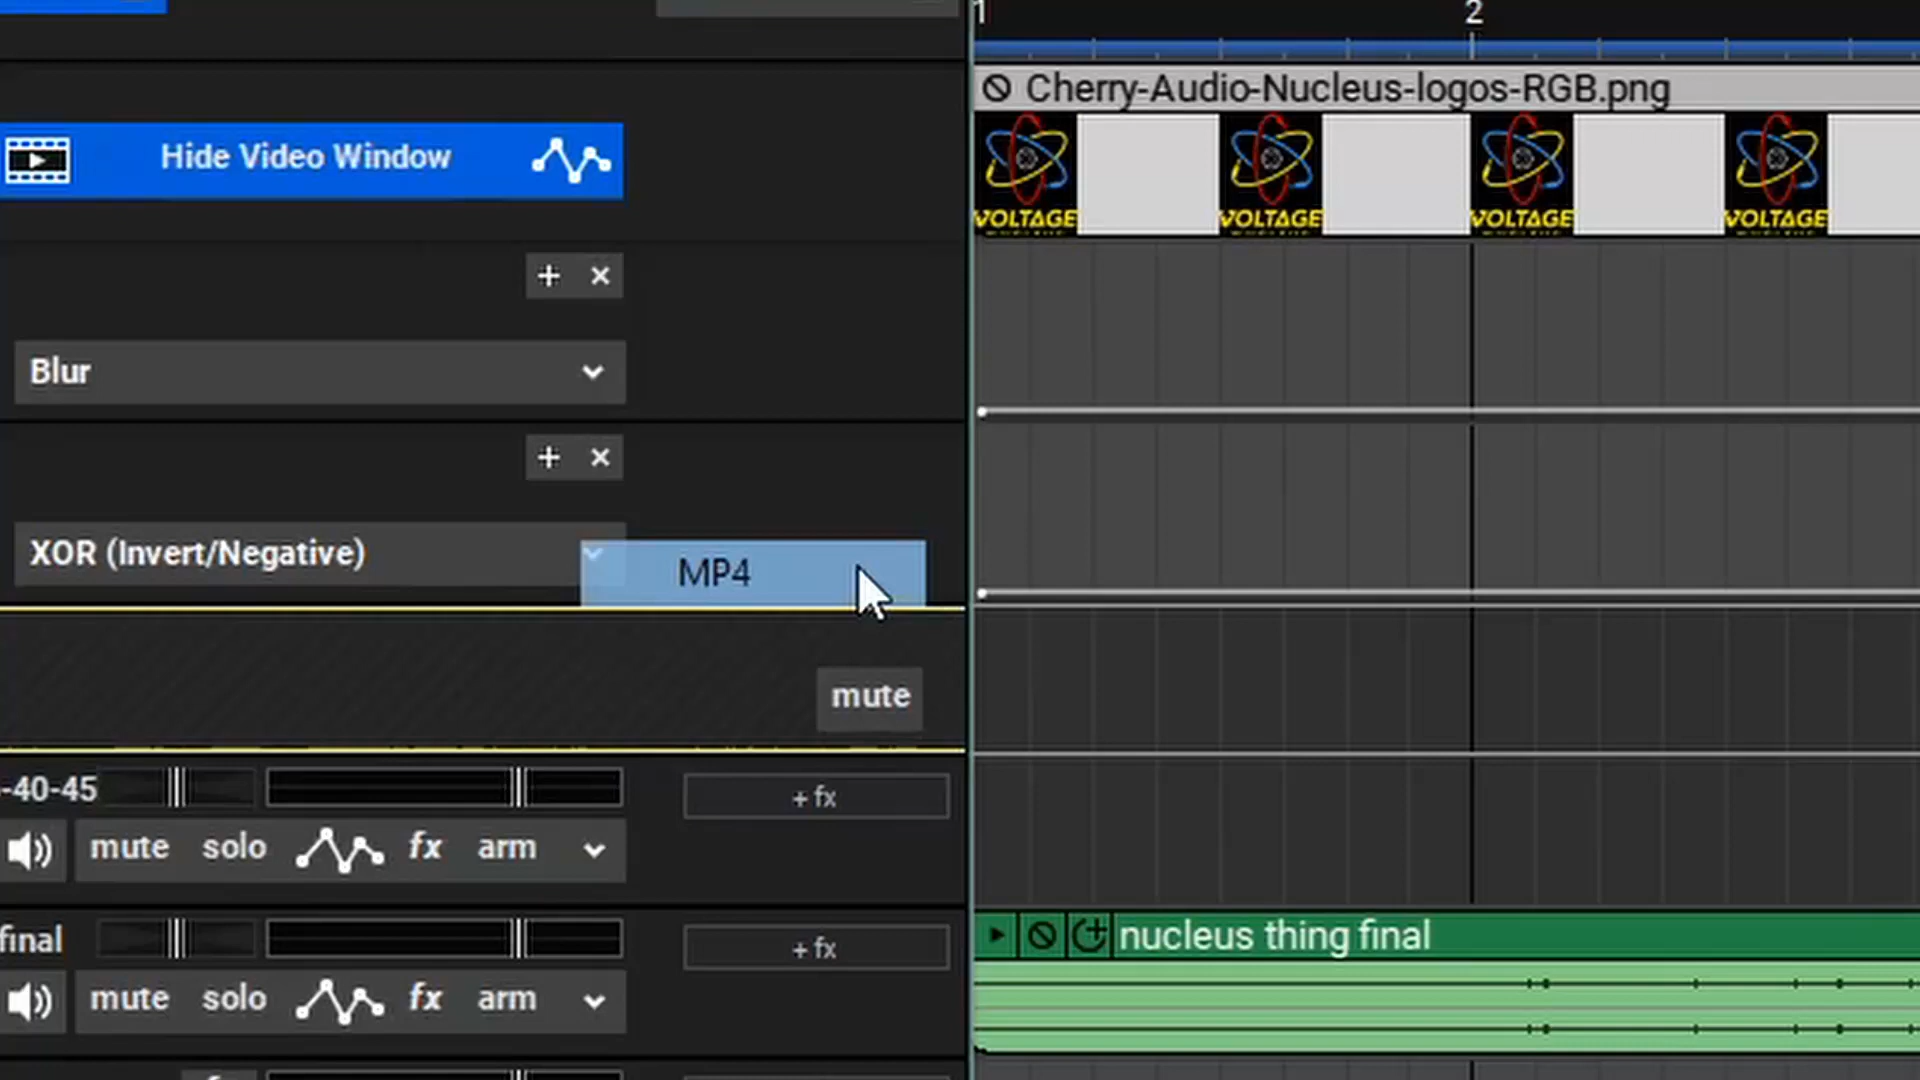 1
2
Cherry-Audio-Nucleus-logos-RGB.png
VOLTAGE VOLTAGE VOLTAGE VOLTAGE
Hide Video Window
+ ×
Blur
+ ×
XOR (Invert/Negative)
MP4
mute
-40-45
+ fx
mute solo fx arm
final
+ fx
nucleus thing final
mute solo fx arm